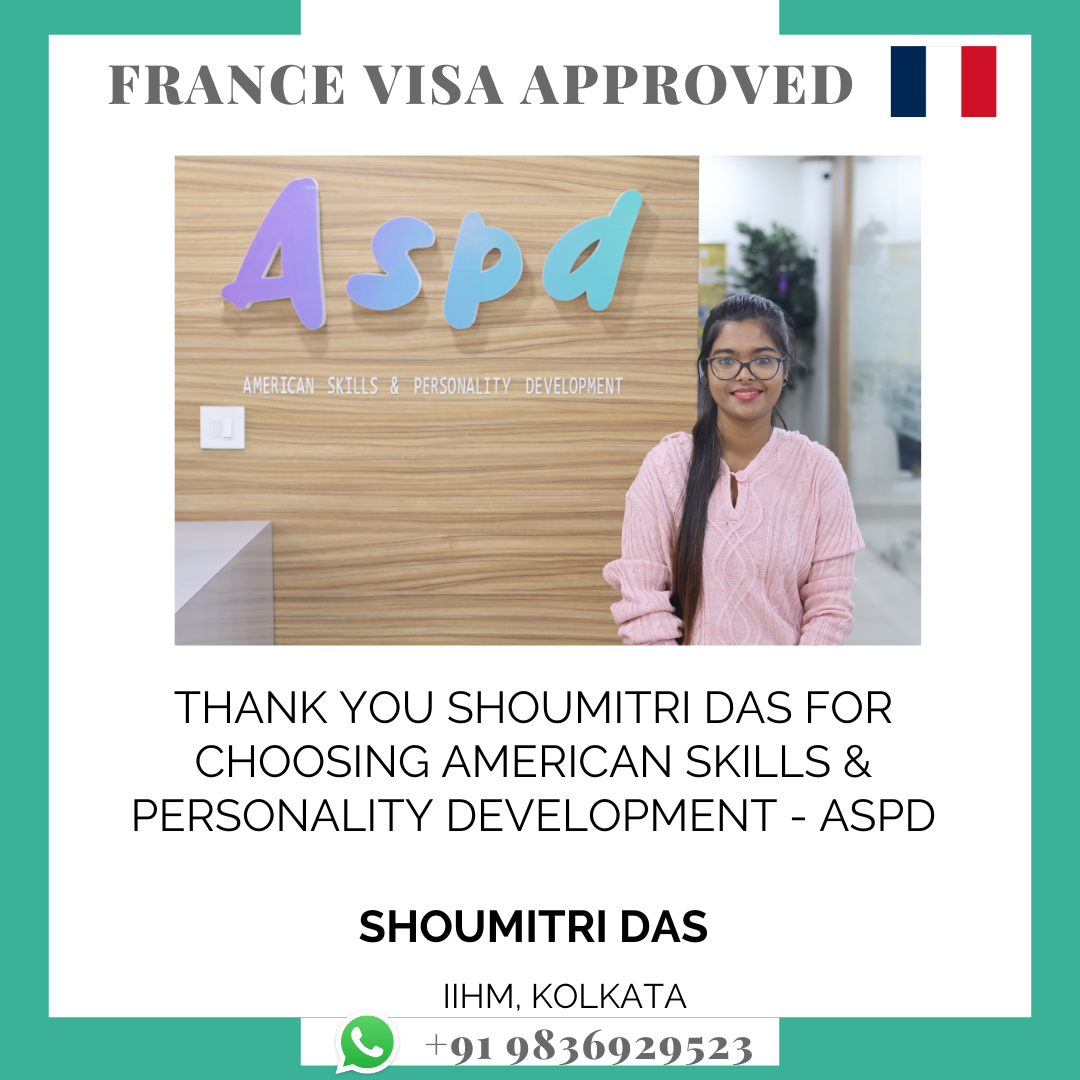 FRANCE VISA APPROVED
Aspd
AMERICAN SKILLS & PERSONALITY DEVELOPMENT
THANK YOU SHOUMITRI DAS FOR
CHOOSING AMERICAN SKILLS &
PERSONALITY DEVELOPMENT - ASPD
SHOUMITRI DAS
IIHM, KOLKATA
+91 9836929523